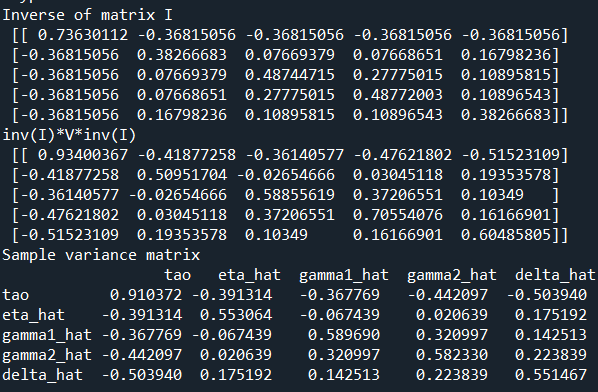 Inverse of matrix I
[[ 0.73630112 -0.36815056 -0.36815056 -0.36815056 -0.36815056]
[-0.36815056 0.38266683 0.07669379 0.07668651 0.16798236]
[-0.36815056 0.07669379 0.48744715 0.27775015 0.10895815]
[-0.36815056 0.07668651 0.27775015 0.48772003 0.10896543]
[-0.36815056 0.16798236 0.10895815 0.10896543 0.38266683]]
inv(I)*V*inv(I)
[[ 0.93400367 -0.41877258 -0.36140577 -0.47621802 -0.51523109]
[-0.41877258 0.50951704 -0.02654666 0.03045118 0.19353578]
[-0.36140577 -0.02654666 0.58855619 0.37206551 0.10349 ]
[-0.47621802 0.03045118 0.37206551 0.70554076 0.16166901]
[-0.51523109 0.19353578 0.10349 0.16166901 0.60485805]]
Sample variance matrix
tao eta_hat gamma1_hat gamma2_hat delta_hat
tao 0.910372 -0.391314 -0.367769 -0.442097 -0.503940
eta_hat -0.391314 0.553064 -0.067439 0.020639 0.175192
gamma1_hat -0.367769 -0.067439 0.589690 0.320997 0.142513
gamma2_hat -0.442097 0.020639 0.320997 0.582330 0.223839
delta_hat -0.503940 0.175192 0.142513 0.223839 0.551467